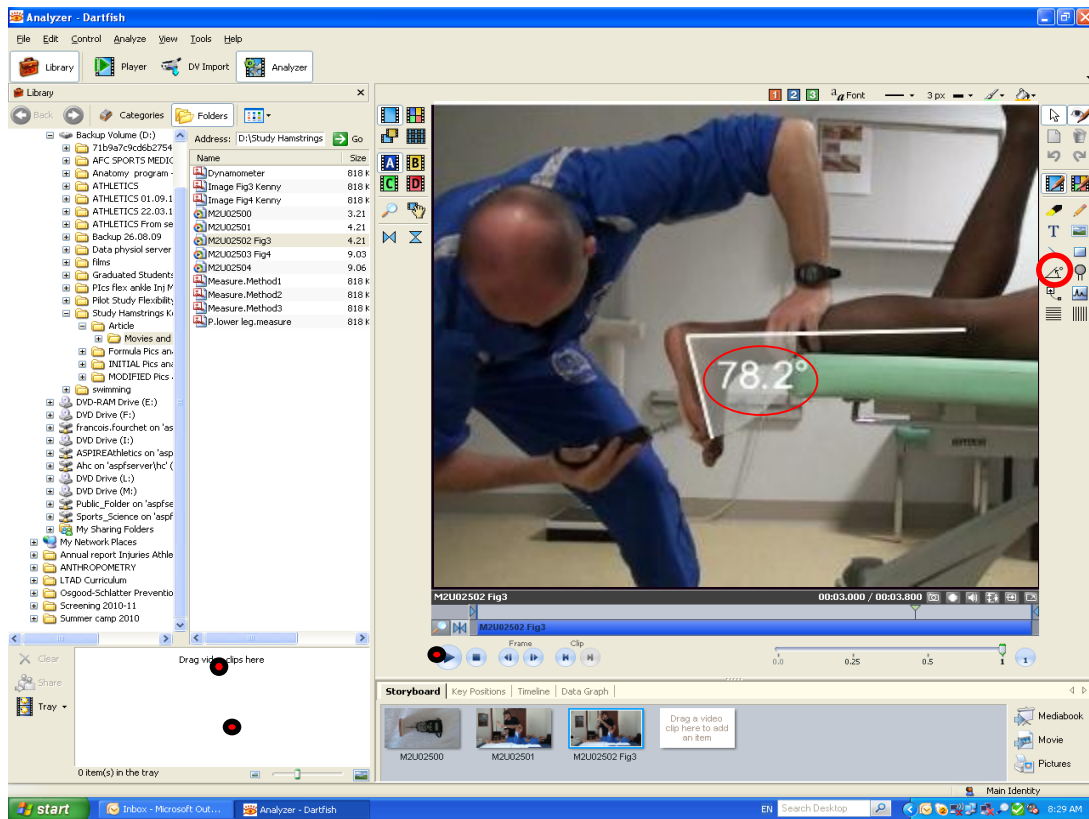 Analyzer - Dartfish
File Edit Control Analyze View Tools Help
Library Player DV Import Analyzer
Library
Back Categories Folders
Address: D:\Study Hamstrings Go
Name Size
Backup Volume (D:)
71b9a7c9cd6b2754
AFC SPORTS MEDIC
Anatomy program -
ATHLETICS
ATHLETICS 01.09.1
ATHLETICS 22.03.1
ATHLETICS From se
Backup 26.08.09
Data physiol server
films
Graduated Students
PIcs flex ankle Inj M
Pilot Study Flexibility
Study Hamstrings K
Article
Movies and
Formula Pics an
INITIAL Pics ana
MODIFIED Pics
swimming
DVD-RAM Drive (E:)
DVD Drive (F:)
francois.fourchet on 'as
DVD Drive (I:)
ASPIREAthletics on 'asp
Ahc on 'aspfserver\hc' (
DVD Drive (L:)
DVD Drive (M:)
Public_Folder on 'aspfse
Sports_Science on 'aspf
My Sharing Folders
My Network Places
Annual report Injuries Athle
ANTHROPOMETRY
LTAD Curriculum
Osgood-Schlatter Preventio
Screening 2010-11
Summer camp 2010
Dynamometer 818 K
Image Fig3 Kenny 818 K
Image Fig4 Kenny 818 K
M2U02500 3.21
M2U02501 4.21
M2U02502 Fig3 4.21
M2U02503 Fig4 9.03
M2U02504 9.06
Measure.Method1 818 K
Measure.Method2 818 K
Measure.Method3 818 K
P.lower leg.measure 818 K
Clear
Share
Tray
Drag video clips here
0 item(s) in the tray
1 2 3 aa Font 3 px
A B
C D
T
78.2°
M2U02502 Fig3 00:03.000 / 00:03.800
M2U02502 Fig3
Frame Clip
0.0 0.25 0.5 1 1
Storyboard Key Positions Timeline Data Graph
M2U02500
M2U02501
M2U02502 Fig3
Drag a video
clip here to add
an item
Mediabook
Movie
Pictures
Main Identity
start Inbox - Microsoft Out... Analyzer - Dartfish EN Search Desktop 8:29 AM